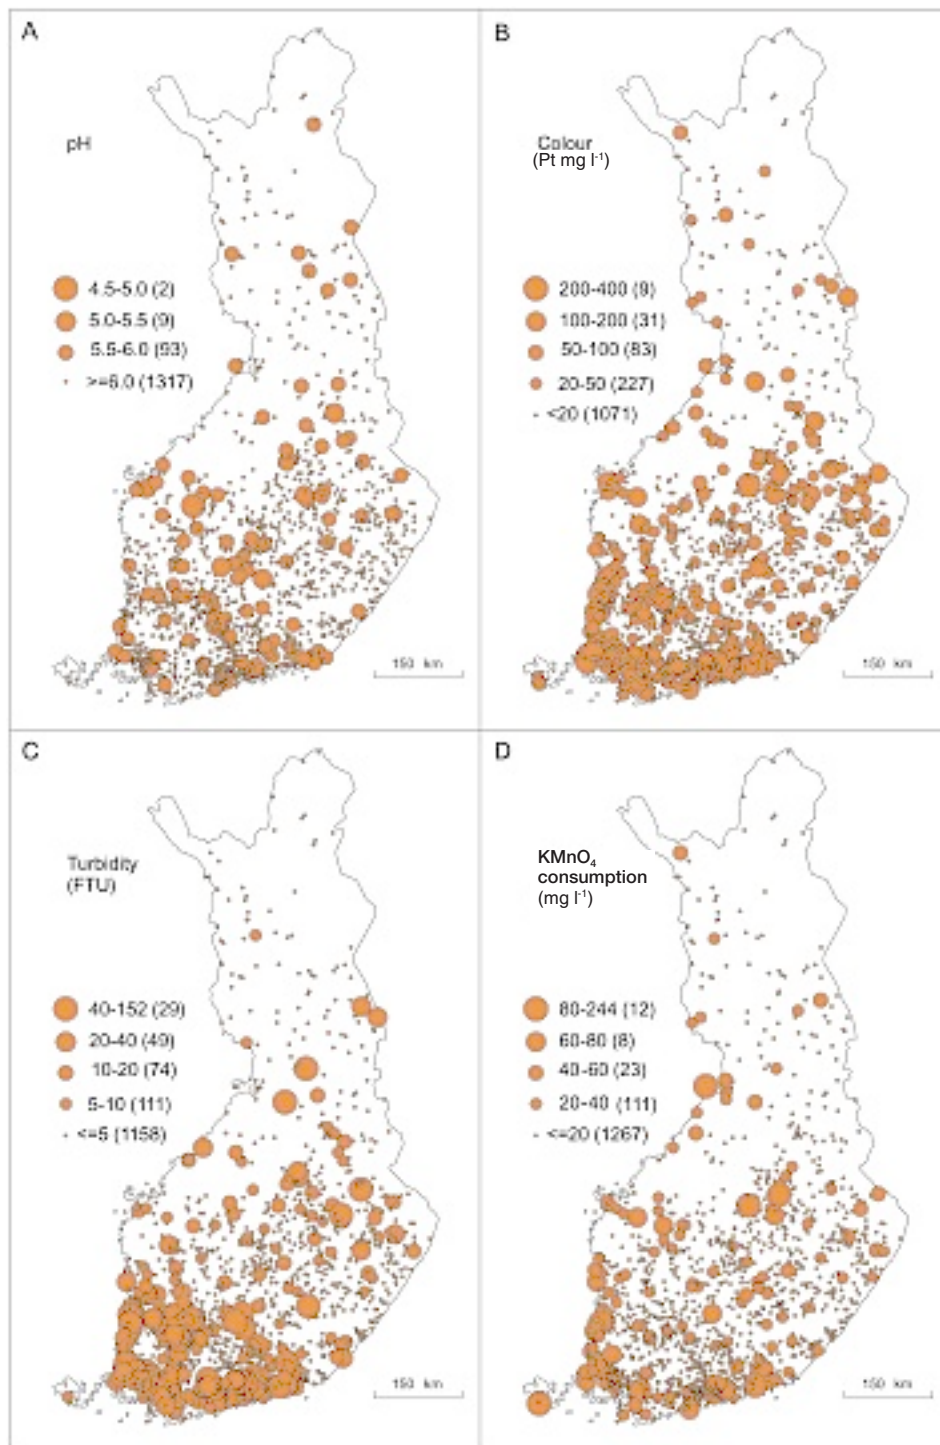 A
pH
4.5-5.0 (2)
5.0-5.5 (9)
5.5-6.0 (93)
>=6.0 (1317)
150 km
B
Colour
(Pt mg l⁻¹)
200-400 (9)
100-200 (31)
50-100 (83)
20-50 (227)
<20 (1071)
150 km
C
Turbidity
(FTU)
40-152 (29)
20-40 (49)
10-20 (74)
5-10 (111)
<=5 (1158)
150 km
D
KMnO₄
consumption
(mg l⁻¹)
80-244 (12)
60-80 (8)
40-60 (23)
20-40 (111)
<=20 (1267)
150 km